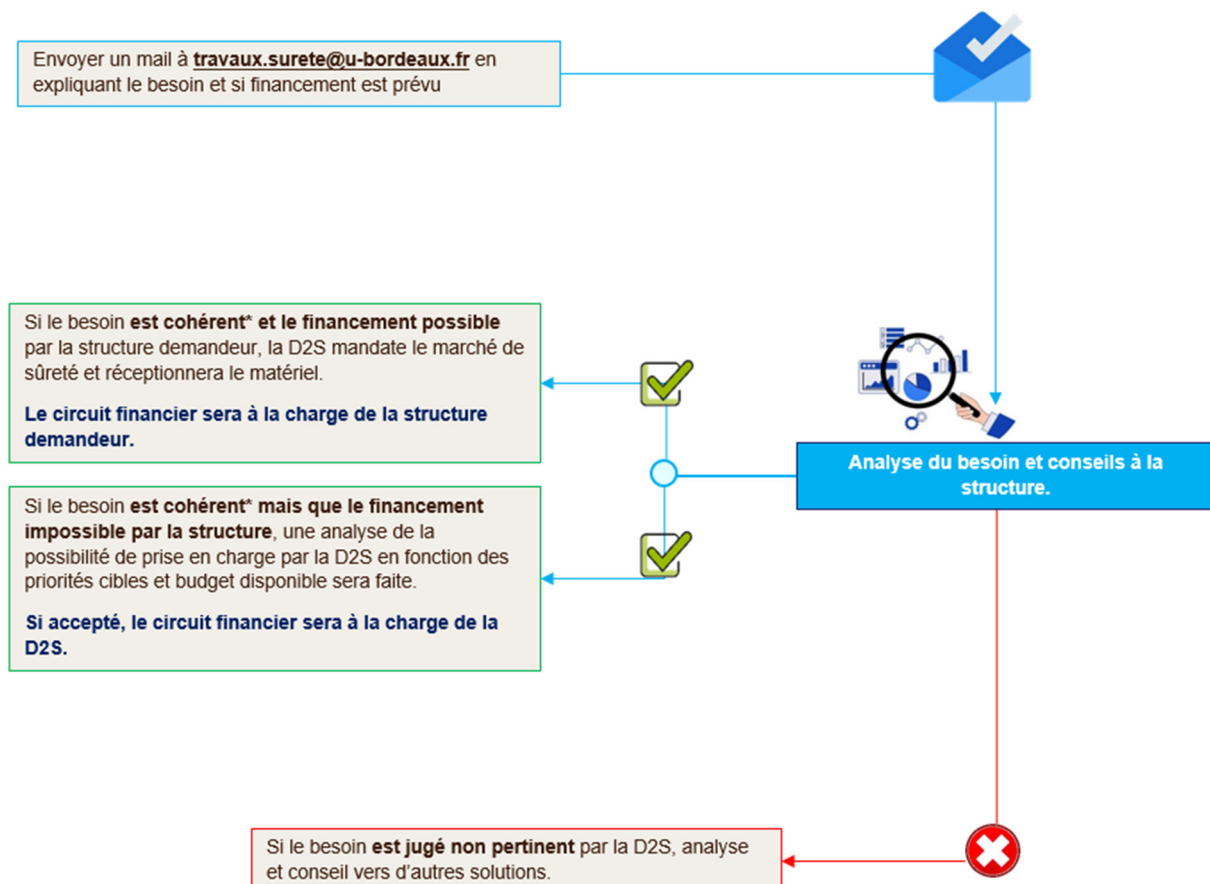 Envoyer un mail à travaux.surete@u-bordeaux.fr en
expliquant le besoin et si financement est prévu
Si le besoin est cohérent* et le financement possible
par la structure demandeur, la D2S mandate le marché de
sûreté et réceptionnera le matériel.
Le circuit financier sera à la charge de la structure
demandeur.
Analyse du besoin et conseils à la
structure.
Si le besoin est cohérent* mais que le financement
impossible par la structure, une analyse de la
possibilité de prise en charge par la D2S en fonction des
priorités cibles et budget disponible sera faite.
Si accepté, le circuit financier sera à la charge de la
D2S.
Si le besoin est jugé non pertinent par la D2S, analyse
et conseil vers d'autres solutions.